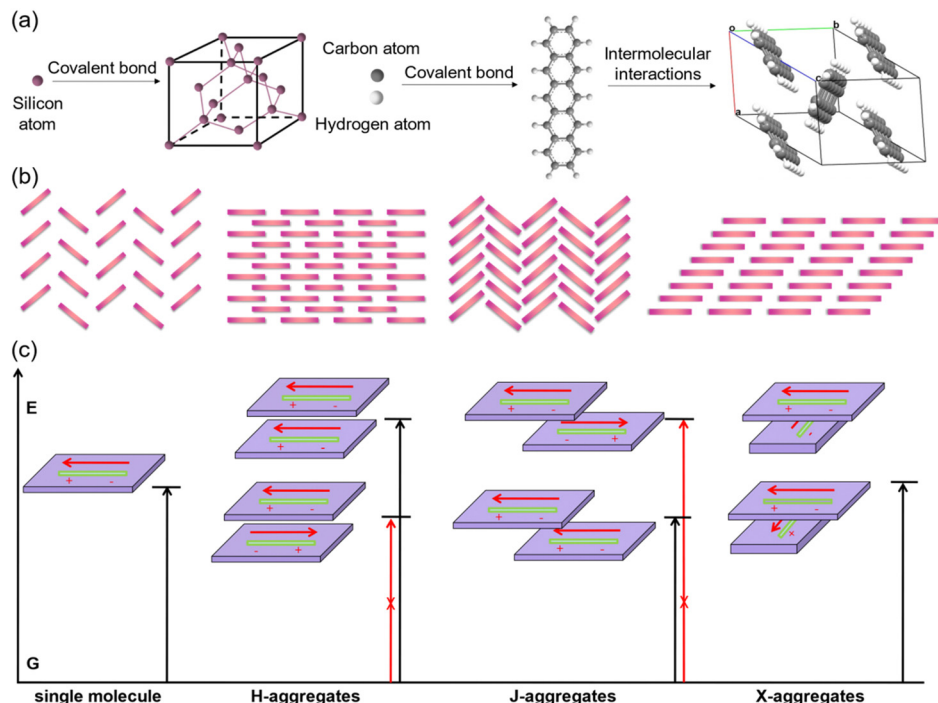 (a)
Silicon
atom
Covalent bond
Carbon atom
Hydrogen atom
Covalent bond
Intermolecular
interactions
o
b
c
a
(b)
(c)
E
G
+ -
+ -
+ -
+ -
- +
+ -
- +
+ -
+ -
+ -
-
+ -
+
single molecule
H-aggregates
J-aggregates
X-aggregates